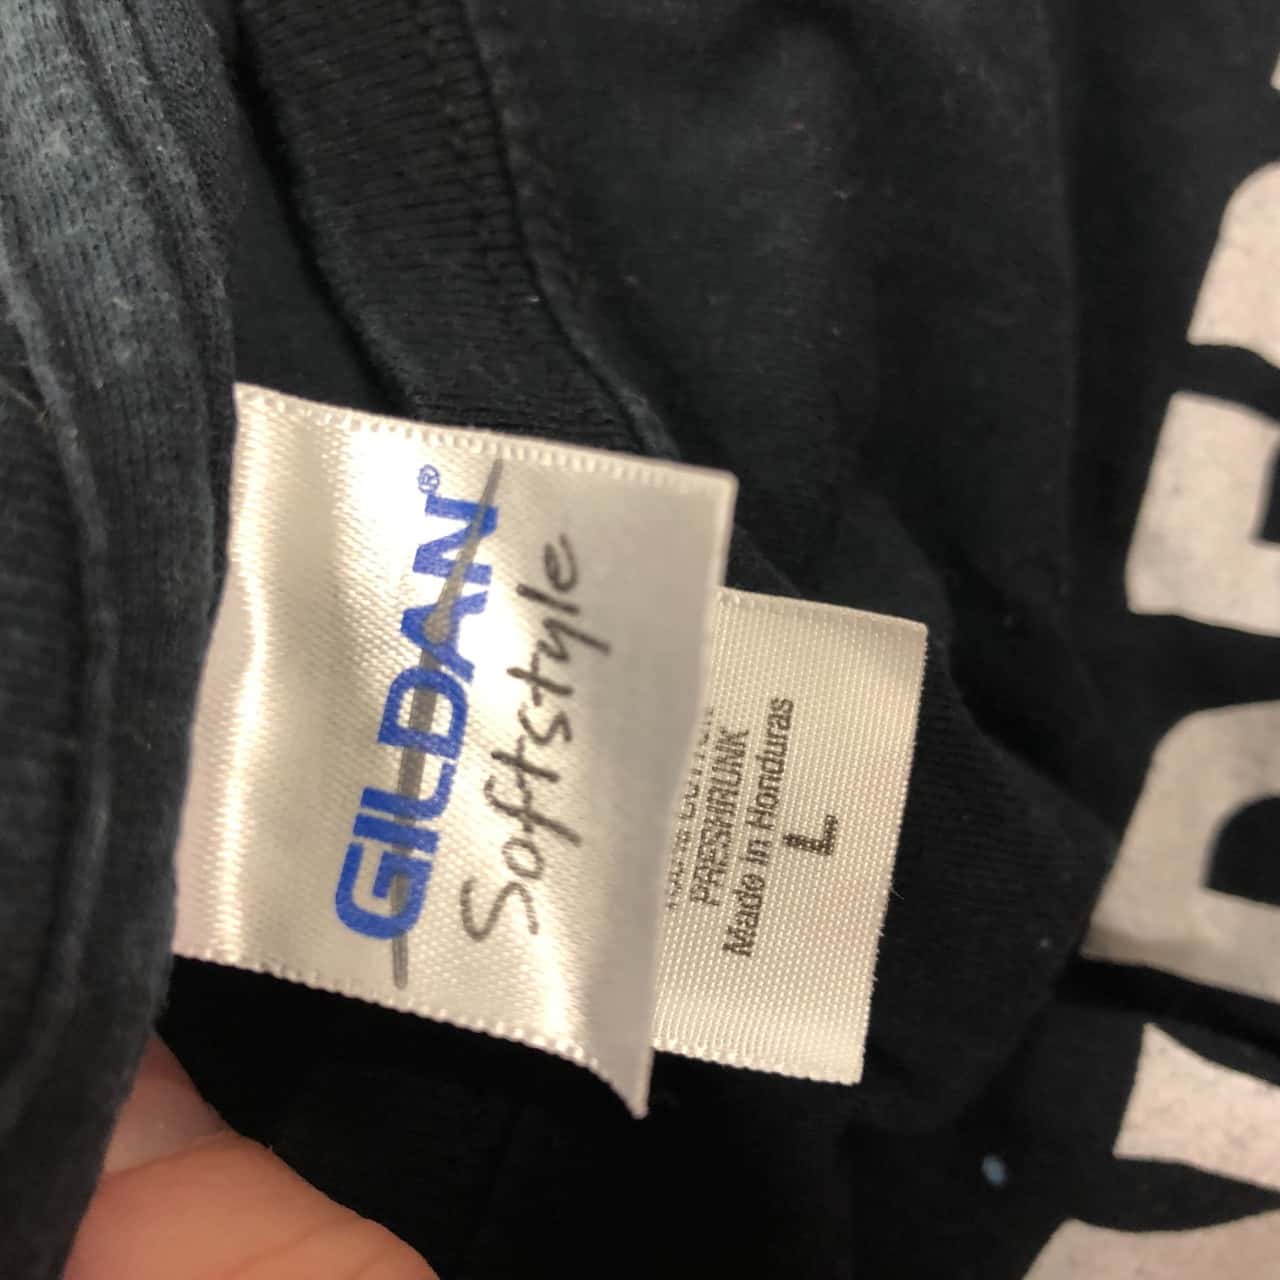 GILDAN®
Softstyle
PRESHRUNK
Made in Honduras
L